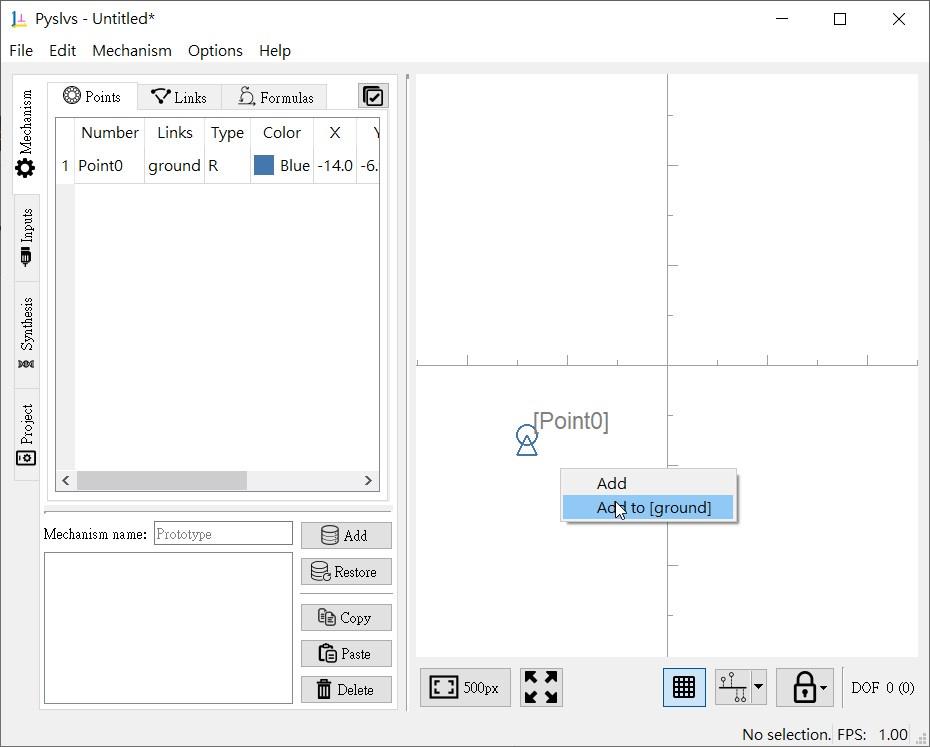 Pyslvs - Untitled*
File Edit Mechanism Options Help
Mechanism
Inputs
Synthesis
Project
Points Links Formulas
Number Links Type Color X Y
1 Point0 ground R Blue -14.0 -6.
Mechanism name: Prototype
Add
Restore
Copy
Paste
Delete
[Point0]
Add
Add to [ground]
500px
DOF 0 (0)
No selection. FPS: 1.00